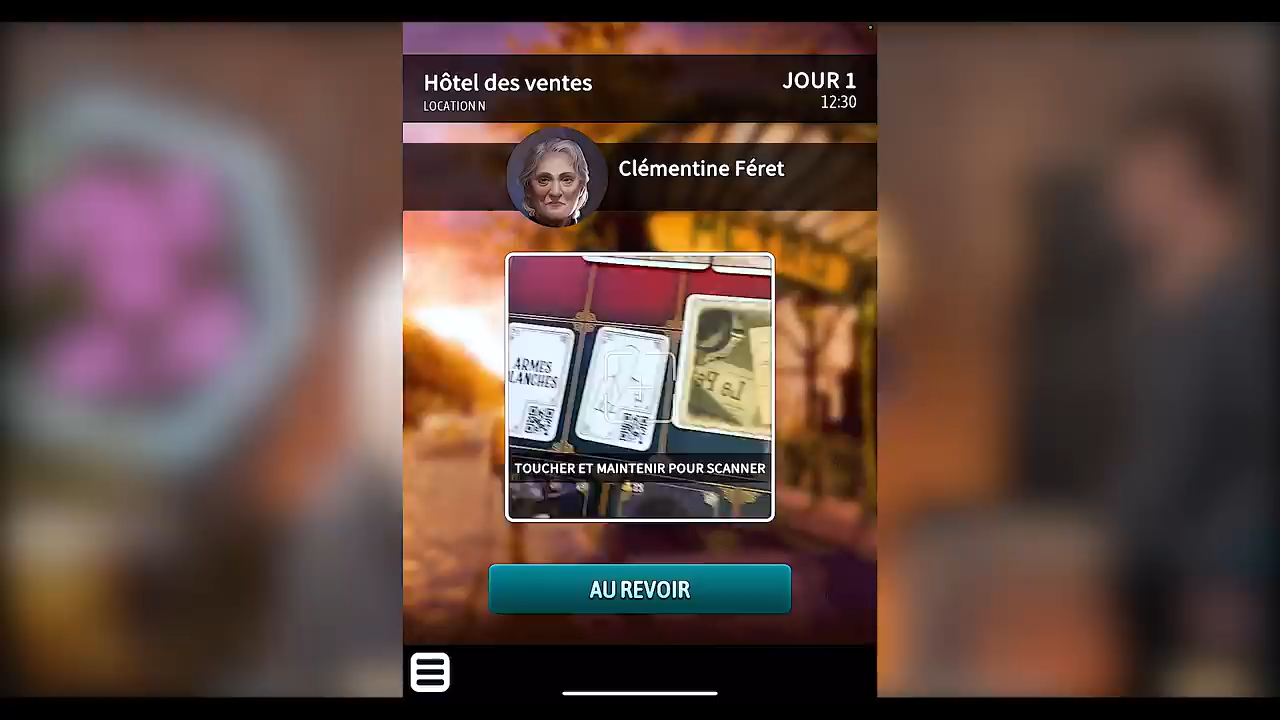 Hôtel des ventes
LOCATION N
JOUR 1
12:30
Clémentine Féret
ARMES
LANCHES
TOUCHER ET MAINTENIR POUR SCANNER
AU REVOIR